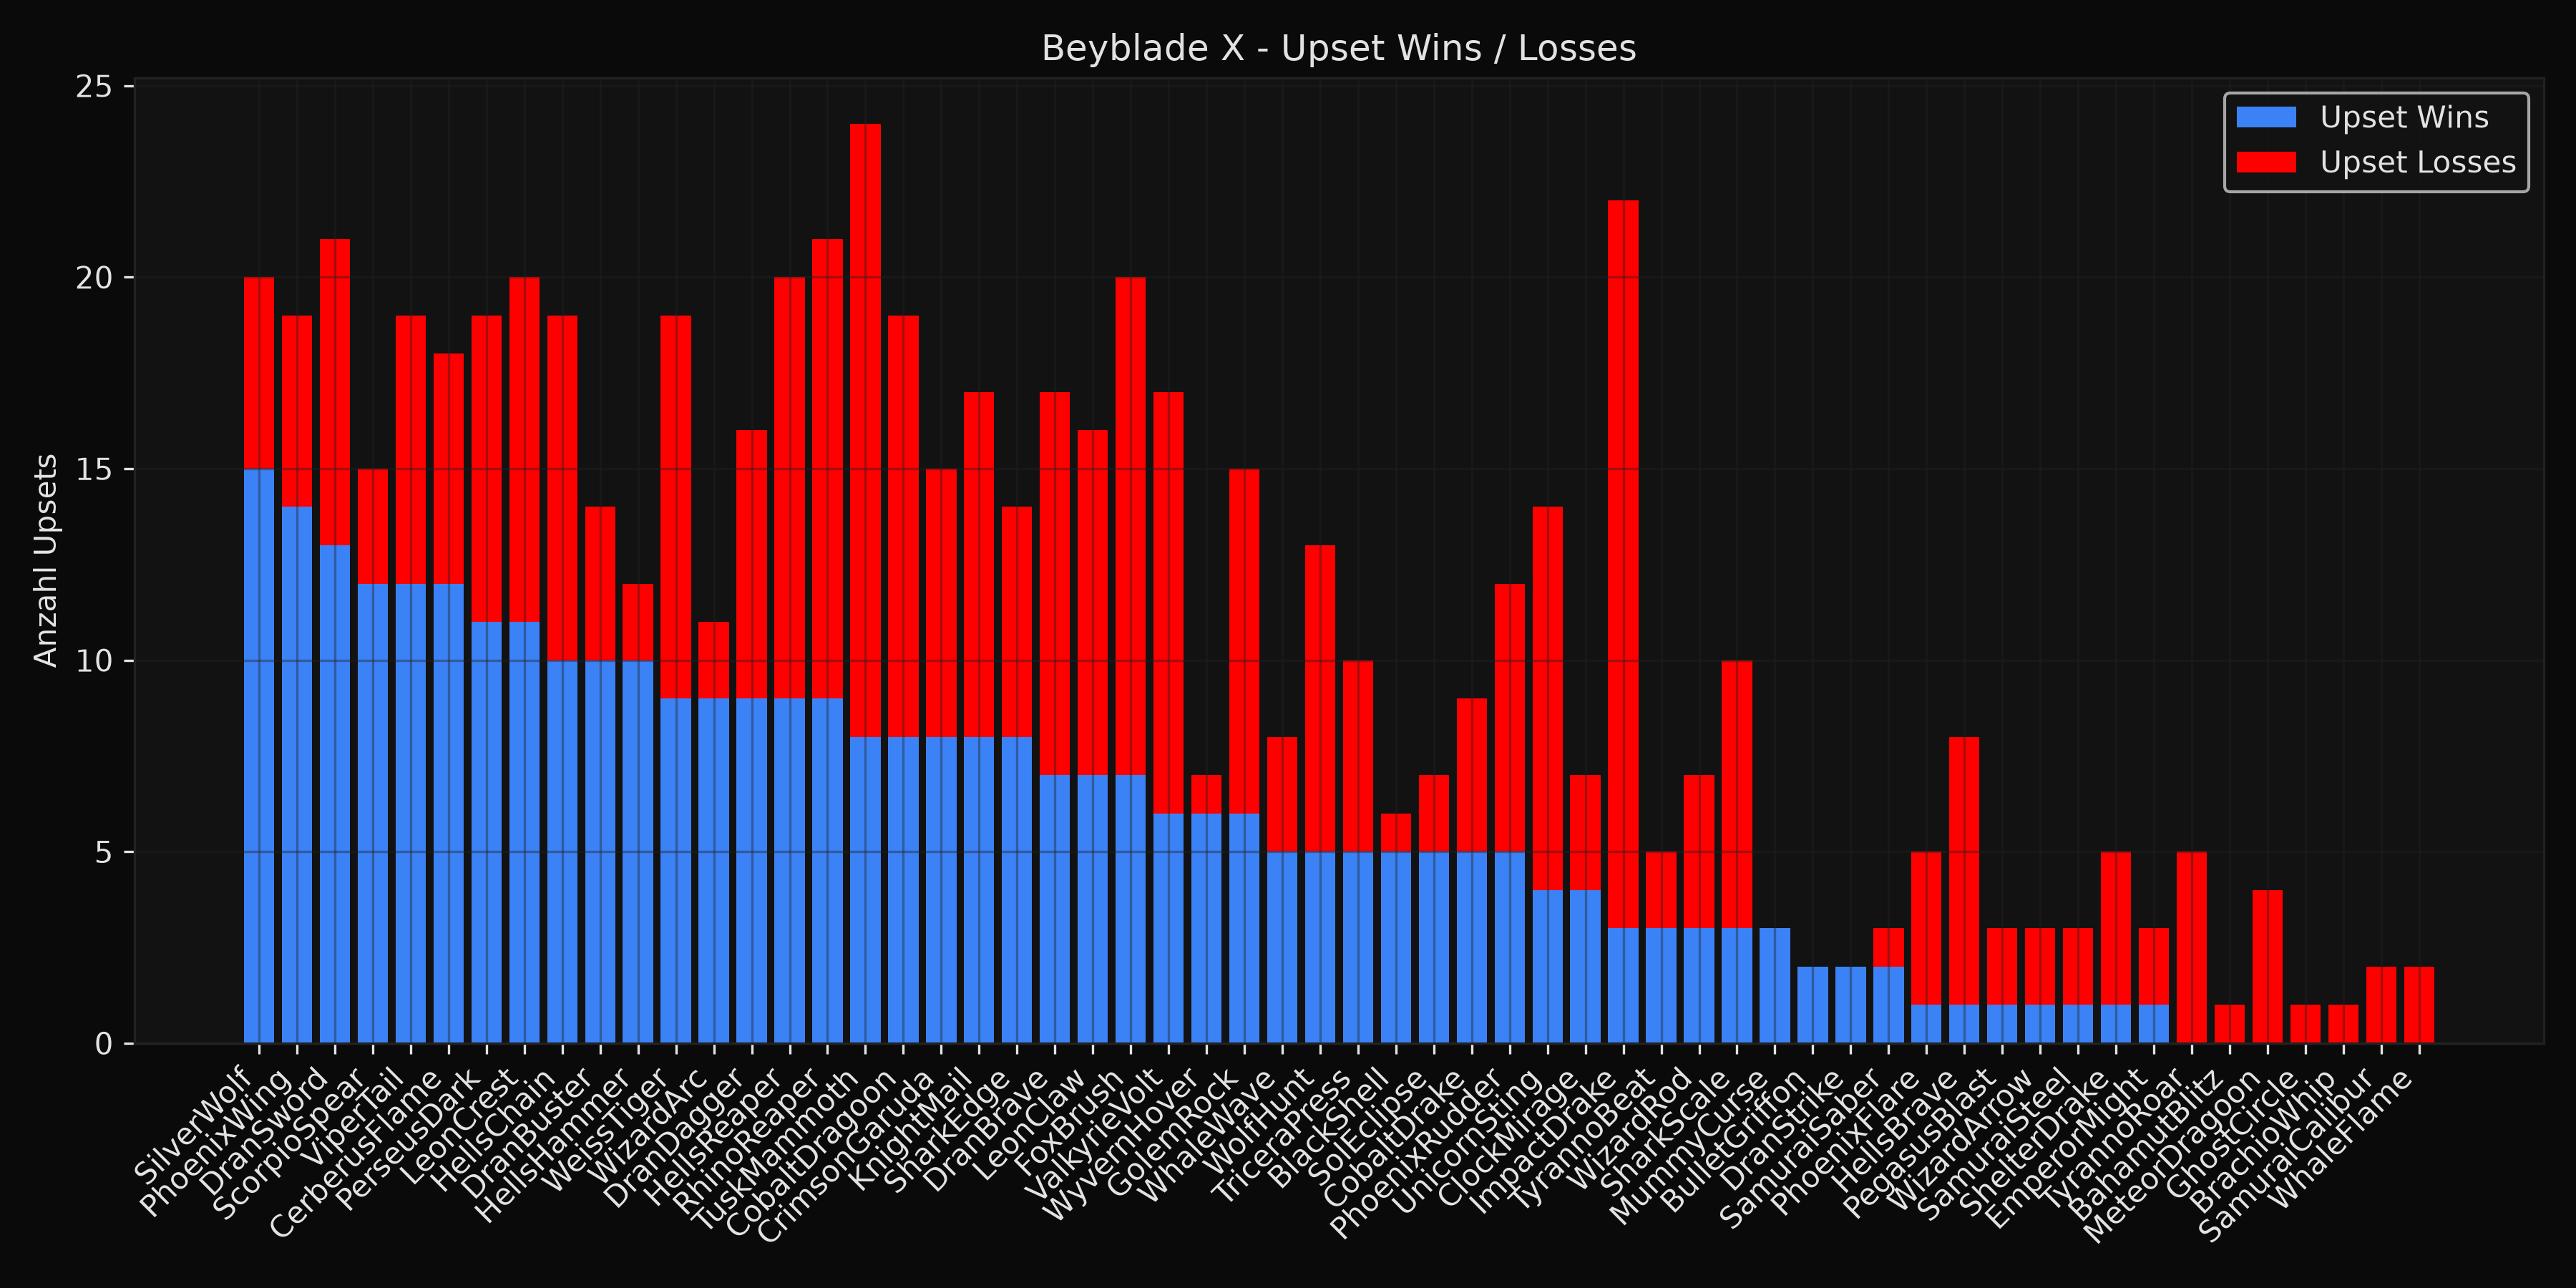 Beyblade X - Upset Wins / Losses
Upset Wins
Upset Losses
Anzahl Upsets
25
20
15
10
5
0
SilverWolf
PhoenixWing
DranSword
ScorpioSpear
ViperTail
CerberusFlame
PerseusDark
LeonCrest
HellsChain
DranBuster
HellsHammer
WeissTiger
WizardArc
DranDagger
HellsReaper
RhinoReaper
TuskMammoth
CobaltDragoon
CrimsonGaruda
KnightMail
SharkEdge
DranBrave
LeonClaw
FoxBrush
ValkyrieVolt
WyvernHover
GolemRock
WhaleWave
WolfHunt
TriceraPress
BlackShell
SolEclipse
CobaltDrake
PhoenixRudder
UnicornSting
ClockMirage
ImpactDrake
TyrannoBeat
WizardRod
SharkScale
MummyCurse
BulletGriffon
DranStrike
SamuraiSaber
PhoenixFlare
HellsBrave
PegasusBlast
WizardArrow
SamuraiSteel
ShelterDrake
EmperorMight
TyrannoRoar
BahamutBlitz
MeteorDragoon
GhostCircle
BrachioWhip
SamuraiCalibur
WhaleFlame